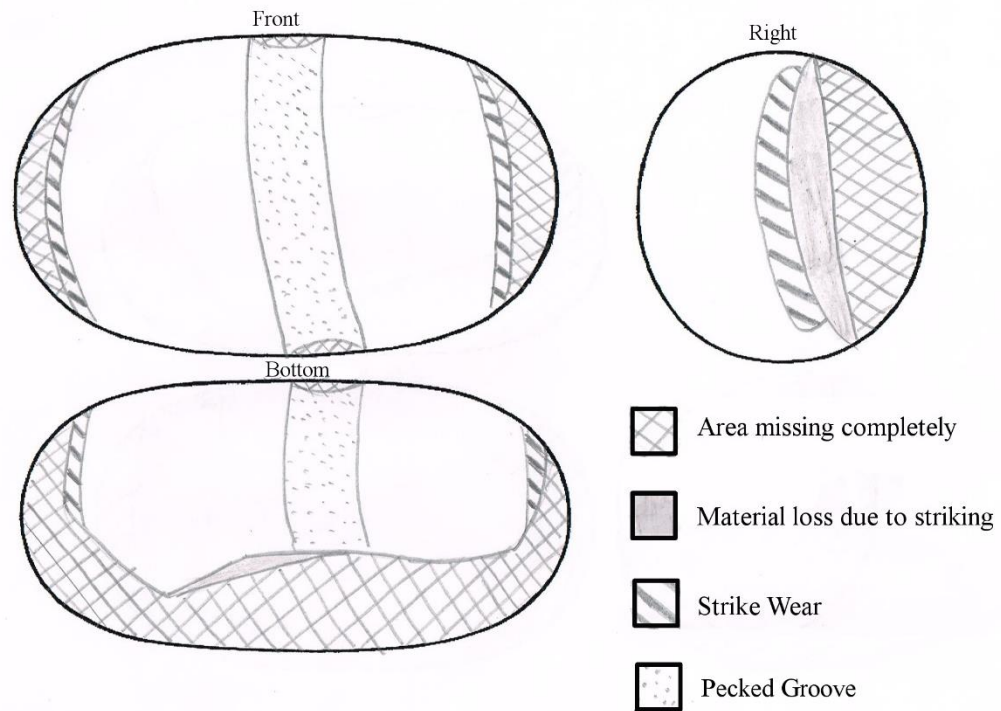 Front
Right
Bottom
Area missing completely
Material loss due to striking
Strike Wear
Pecked Groove